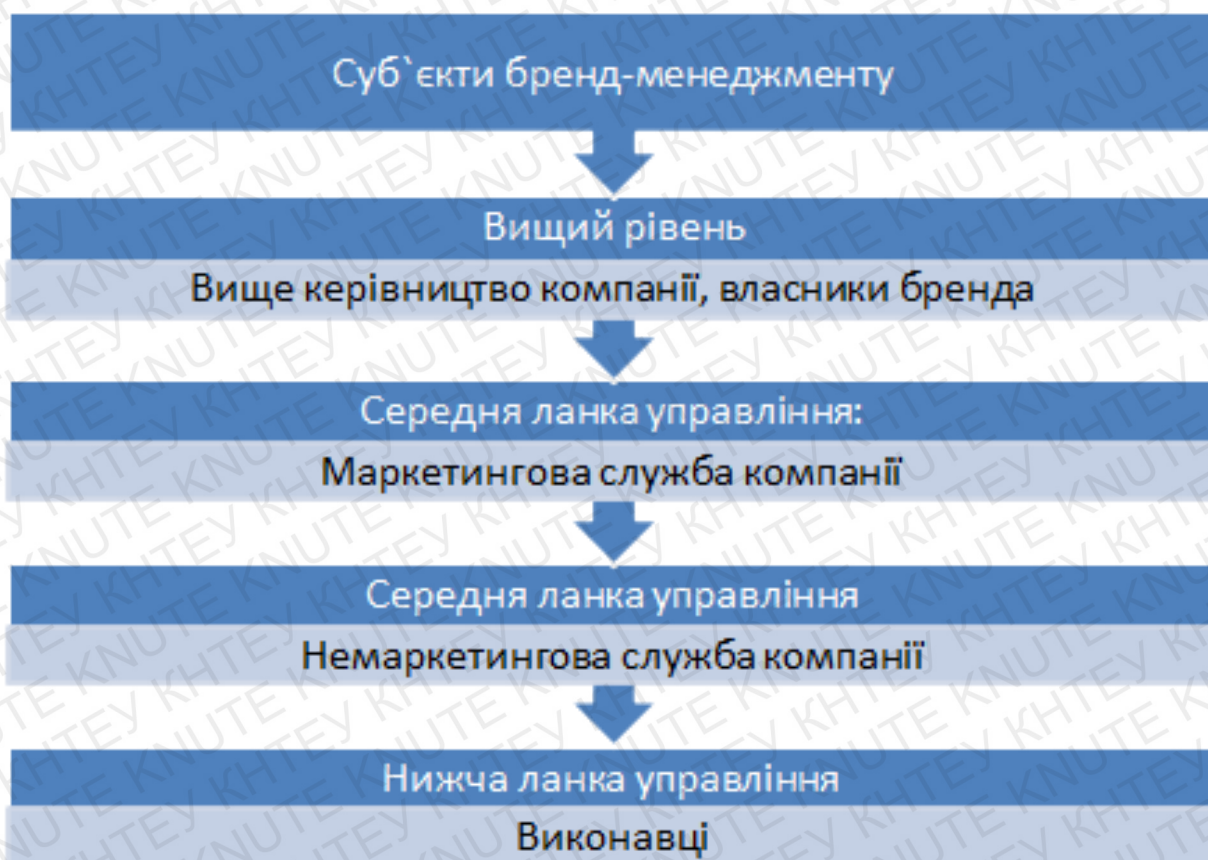 Суб`єкти бренд-менеджменту
Вищий рівень
Вище керівництво компанії, власники бренда
Середня ланка управління:
Маркетингова служба компанії
Середня ланка управління
Немаркетингова служба компанії
Нижча ланка управління
Виконавці